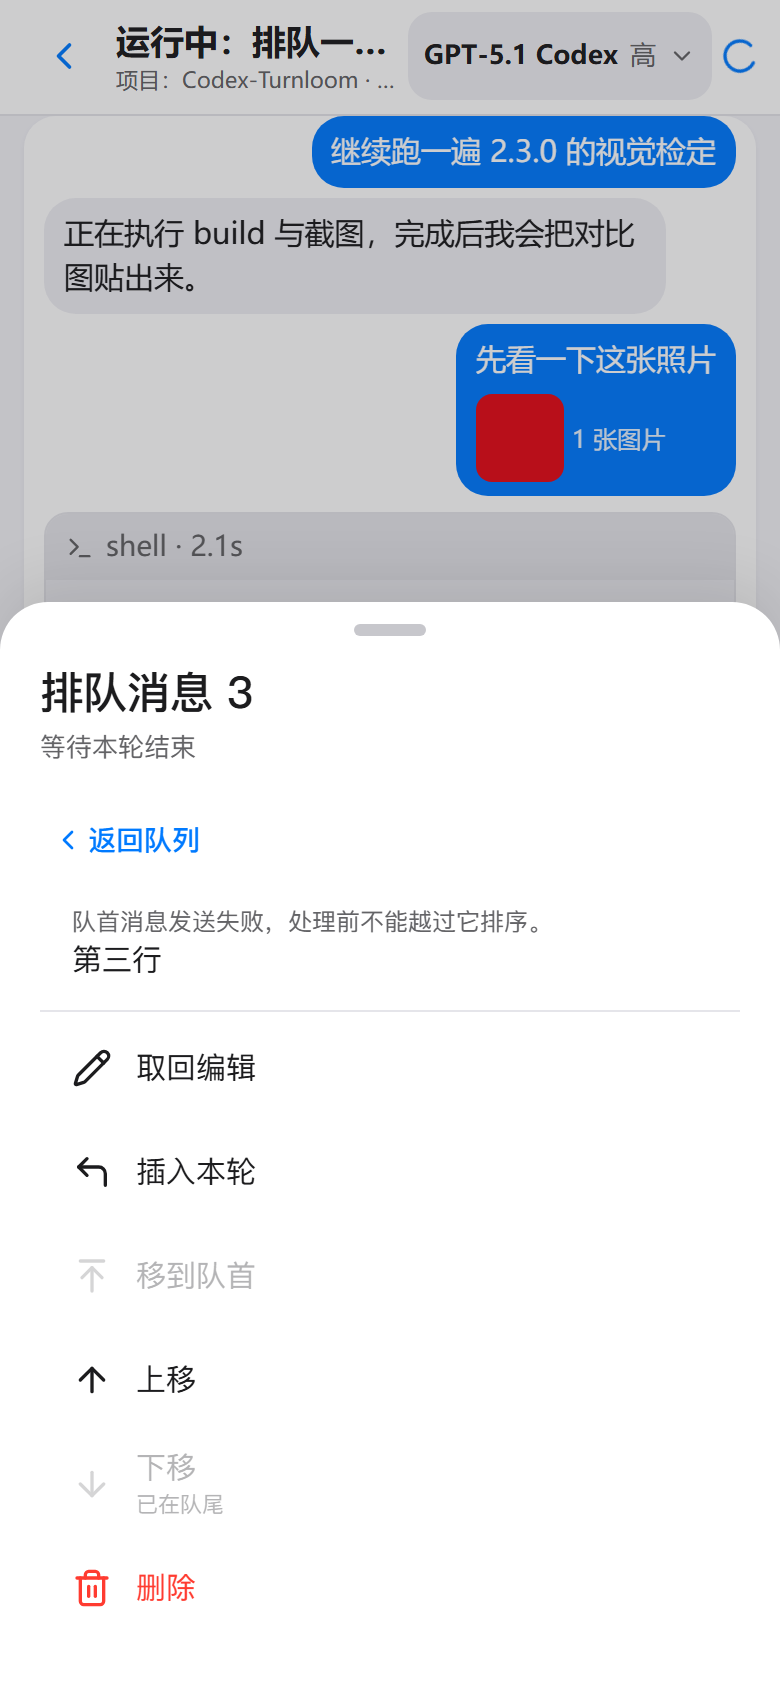 运行中：排队一…
项目：Codex-Turnloom · …
GPT-5.1 Codex 高
继续跑一遍 2.3.0 的视觉检定
正在执行 build 与截图，完成后我会把对比
图贴出来。
先看一下这张照片
1 张图片
shell · 2.1s
排队消息 3
等待本轮结束
返回队列
队首消息发送失败，处理前不能越过它排序。
第三行
取回编辑
插入本轮
移到队首
上移
下移
已在队尾
删除